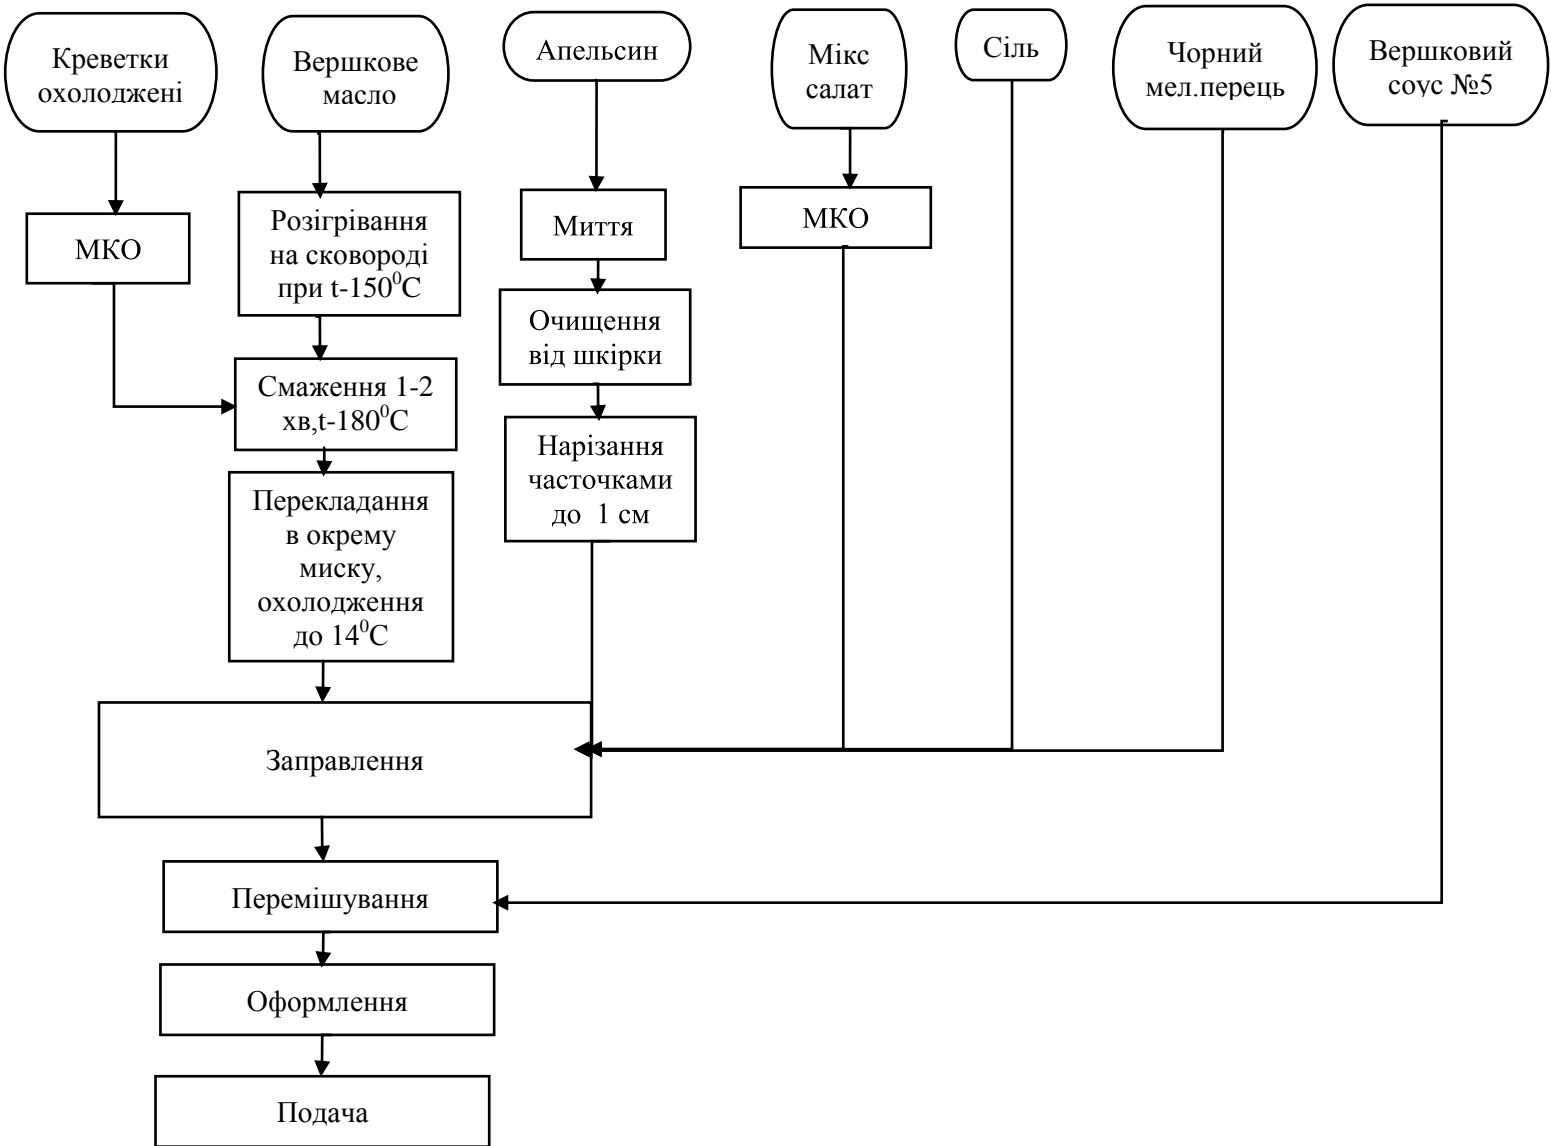 Креветки
охолоджені
Вершкове
масло
Апельсин
Мікс
салат
Сіль
Чорний
мел.перець
Вершковий
соус №5
МКО
Розігрівання
на сковороді
при t-150⁰С
Миття
МКО
Очищення
від шкірки
Смаження 1-2
хв,t-180⁰С
Нарізання
часточками
до 1 см
Перекладання
в окрему
миску,
охолодження
до 14⁰С
Заправлення
Перемішування
Оформлення
Подача